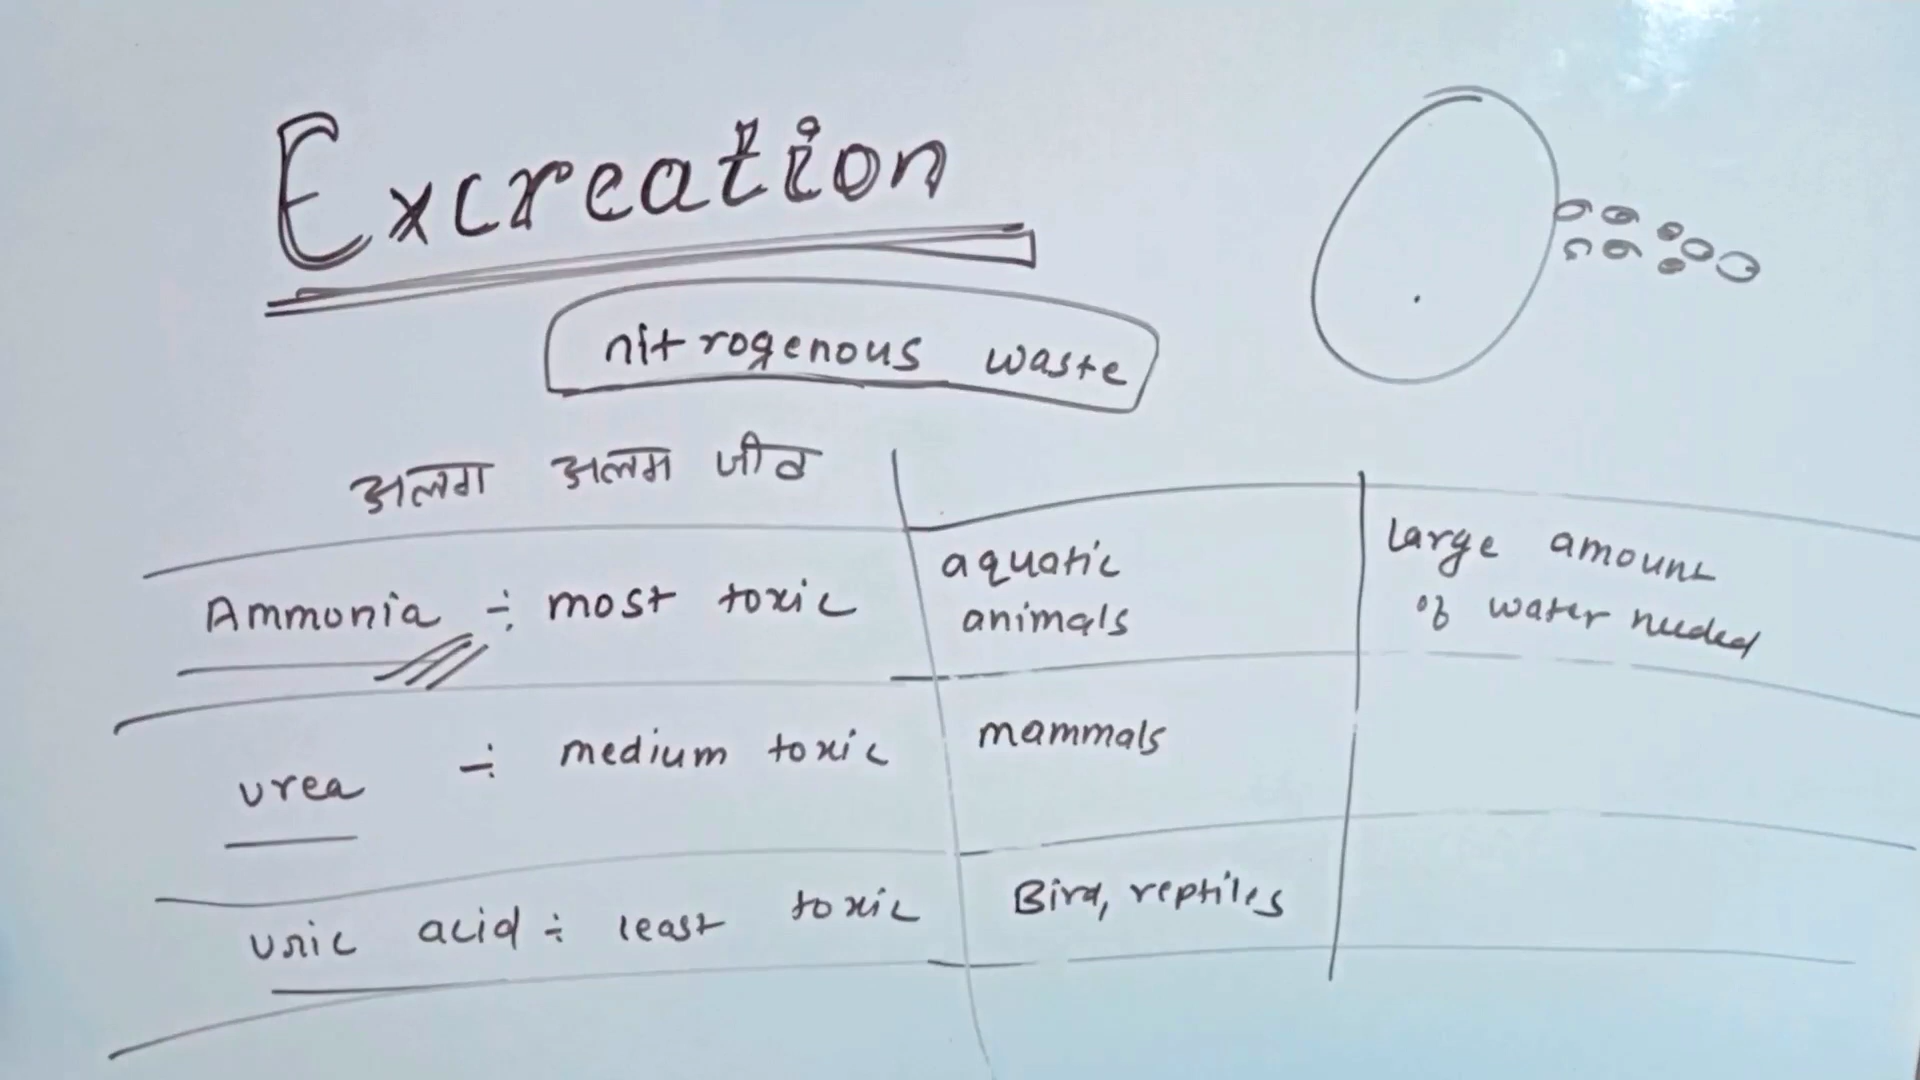 Excreation
nitrogenous waste
अलग अलग जीव
Ammonia ÷ most toxic
aquatic
animals
Large amount
of water needed
urea ÷ medium toxic
mammals
uric acid ÷ least toxic
Bird, reptiles